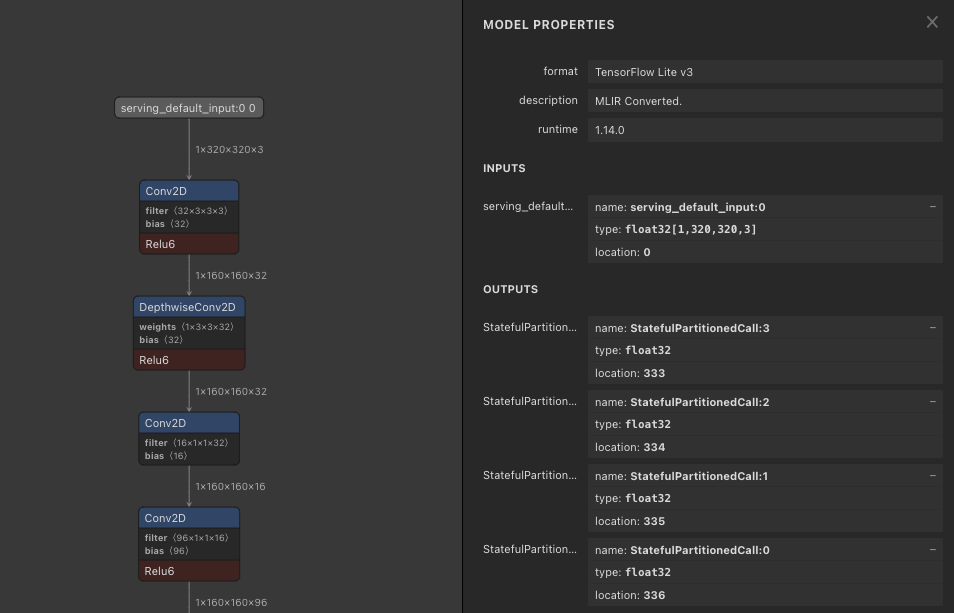 serving_default_input:0 0
1×320×320×3
Conv2D
filter ⟨32×3×3×3⟩
bias ⟨32⟩
Relu6
1×160×160×32
DepthwiseConv2D
weights ⟨1×3×3×32⟩
bias ⟨32⟩
Relu6
1×160×160×32
Conv2D
filter ⟨16×1×1×32⟩
bias ⟨16⟩
1×160×160×16
Conv2D
filter ⟨96×1×1×16⟩
bias ⟨96⟩
Relu6
1×160×160×96
MODEL PROPERTIES
format TensorFlow Lite v3
description MLIR Converted.
runtime 1.14.0
INPUTS
serving_default... name: serving_default_input:0
type: float32[1,320,320,3]
location: 0
OUTPUTS
StatefulPartition... name: StatefulPartitionedCall:3
type: float32
location: 333
StatefulPartition... name: StatefulPartitionedCall:2
type: float32
location: 334
StatefulPartition... name: StatefulPartitionedCall:1
type: float32
location: 335
StatefulPartition... name: StatefulPartitionedCall:0
type: float32
location: 336